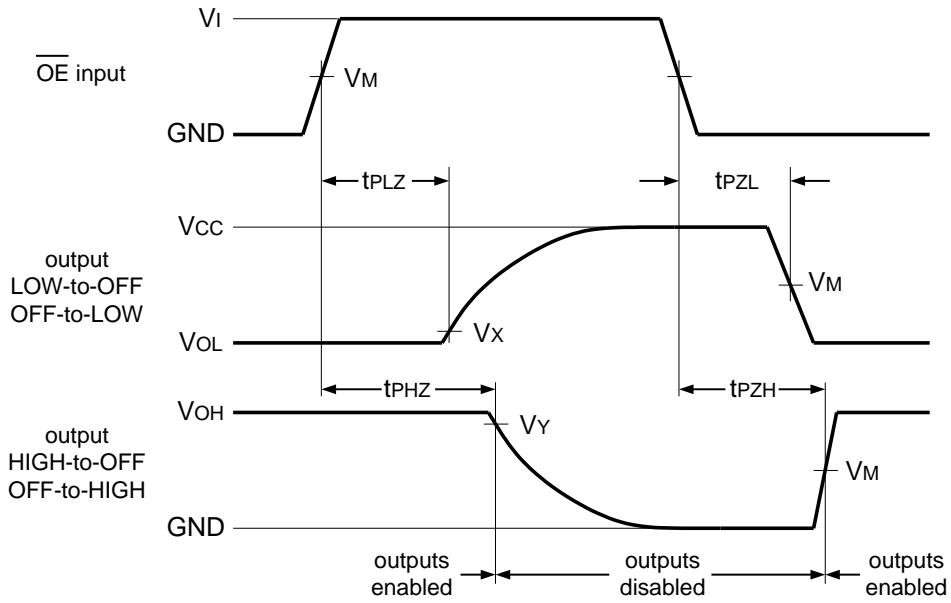 VI
OE input
VM
GND
tPLZ
tPZL
VCC
output
LOW-to-OFF
OFF-to-LOW
VM
VX
VOL
tPHZ
tPZH
VOH
VY
output
HIGH-to-OFF
OFF-to-HIGH
VM
GND
outputs
enabled
outputs
disabled
outputs
enabled